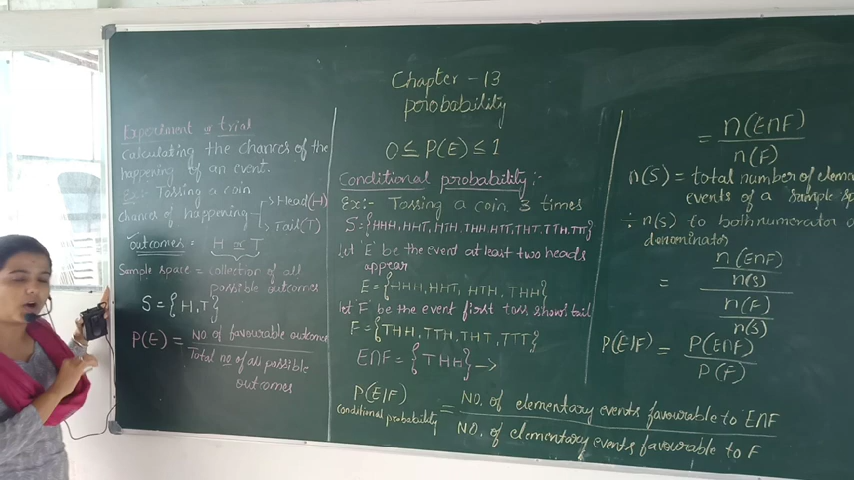 Chapter - 13
probability
Experiment or trial
calculating the chances of the
happening of an event.
Ex:- Tossing a coin
chances of happening → Head (H)
→ Tail (T)
outcomes = H or T
Sample space = collection of all
possible outcomes
S = {H, T}
P(E) = No of favourable outcomes
Total no of all possible
outcomes
0 ≤ P(E) ≤ 1
Conditional probability :-
Ex:- Tossing a coin 3 times
S = {HHH, HHT, HTH, THH, HTT, THT, TTH, TTT}
Let 'E' be the event at least two heads
appear
E = {HHH, HHT, HTH, THH}
let 'F' be the event first toss shows tail
F = {THH, TTH, THT, TTT}
E∩F = {THH} →
P(E|F)
conditional probability
= NO. of elementary events favourable to E∩F
NO. of elementary events favourable to F
= n(E∩F)
n(F)
n(S) = total number of
events of a sample
÷ n(S) to both numerator
denominator
= n(E∩F)
n(S)
n(F)
n(S)
P(E|F) = P(E∩F)
P(F)